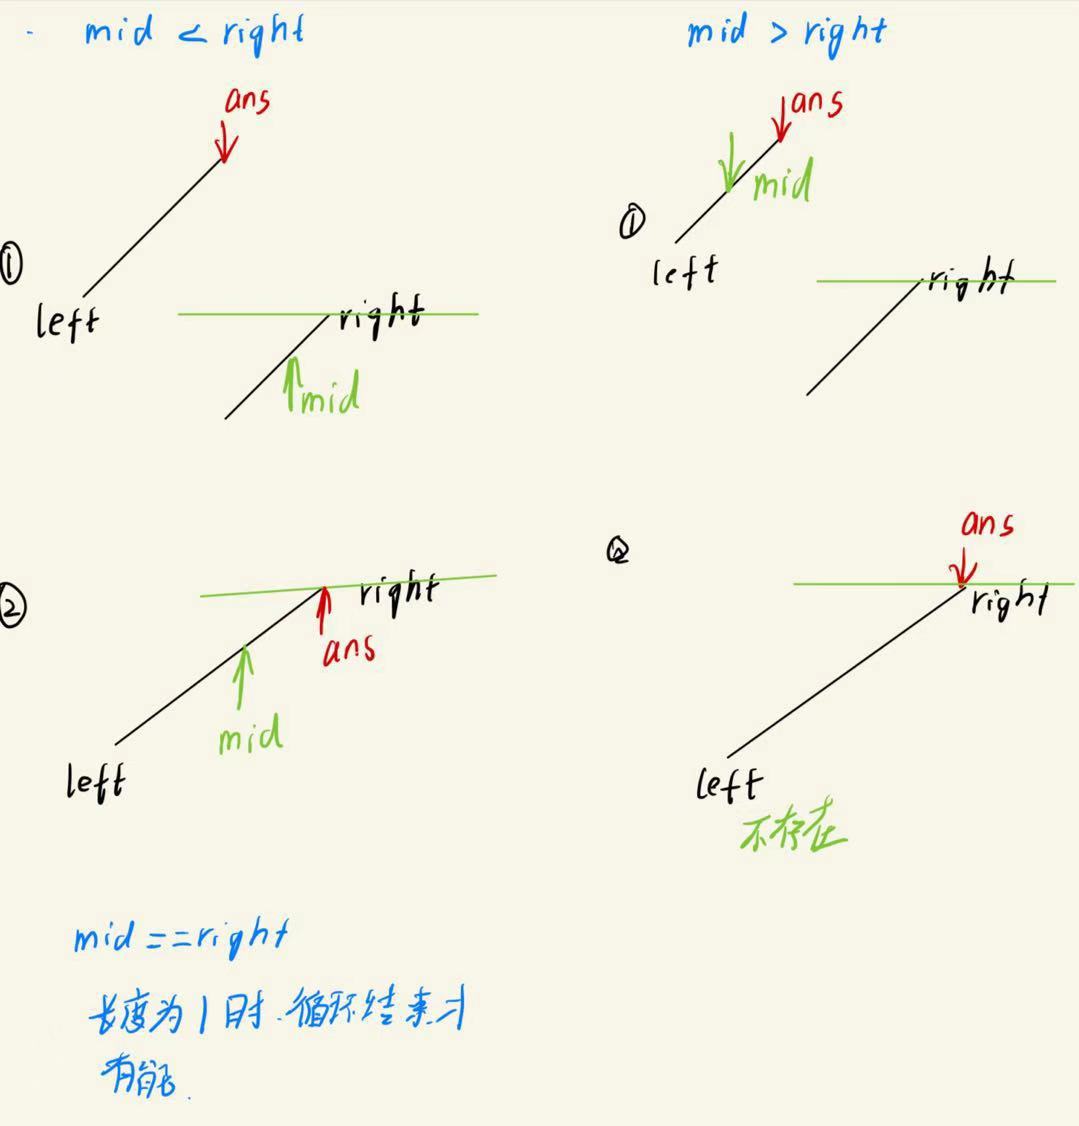 mid < right
mid > right
ans
①
left
right
mid
ans
mid
①
left
right
②
right
ans
mid
left
②
ans
right
left
不存在
mid ==right
长度为1时.循环结束才
有能.